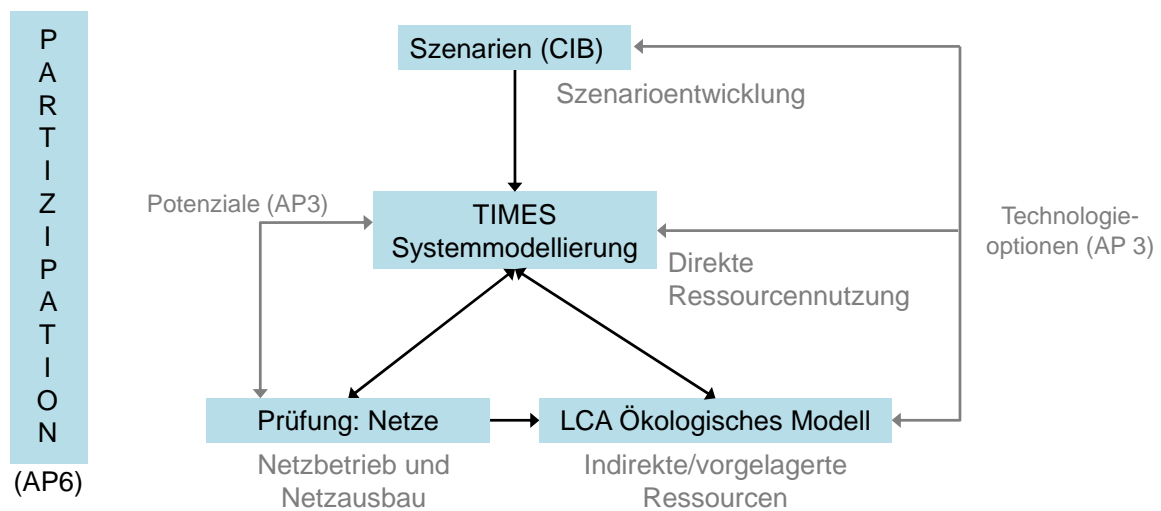 PARTIZIPATION
(AP6)
Szenarien (CIB)
Szenarioentwicklung
Potenziale (AP3)
TIMES
Systemmodellierung
Technologie-
optionen (AP 3)
Direkte
Ressourcennutzung
Prüfung: Netze
LCA Ökologisches Modell
Netzbetrieb und
Netzausbau
Indirekte/vorgelagerte
Ressourcen